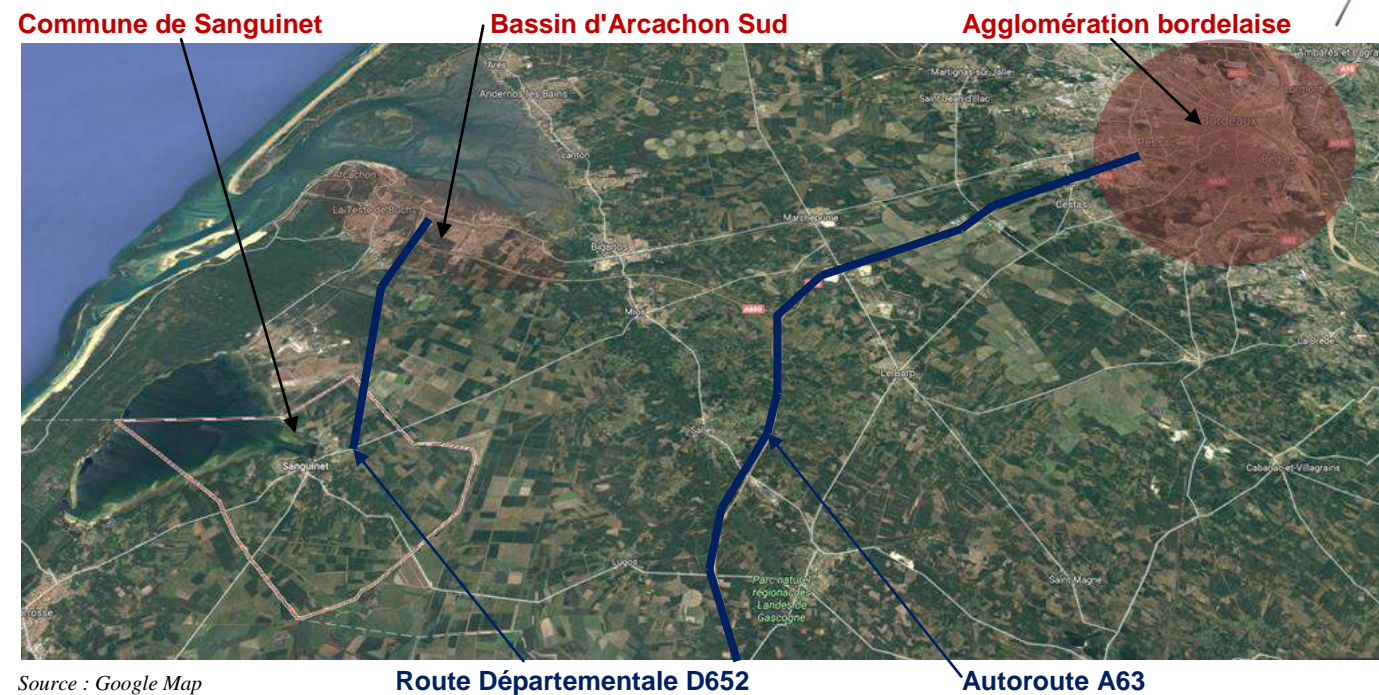 Commune de Sanguinet
Bassin d'Arcachon Sud
Agglomération bordelaise
Arès
Andernos-les-Bains
Lanton
Arcachon
La Teste-de-Buch
Biganos
Mios
A660
Marcheprime
Martignas-sur-Jalle
Saint-Jean-d'Illac
Lormont
Bordeaux
Pessac
Bègles
Cestas
La Brède
Le Barp
Salles
Sanguinet
Cabanac-et-Villagrains
Lugos
Saint-Magne
Parc naturel
régional des
Landes de
Gascogne
Source : Google Map
Route Départementale D652
Autoroute A63